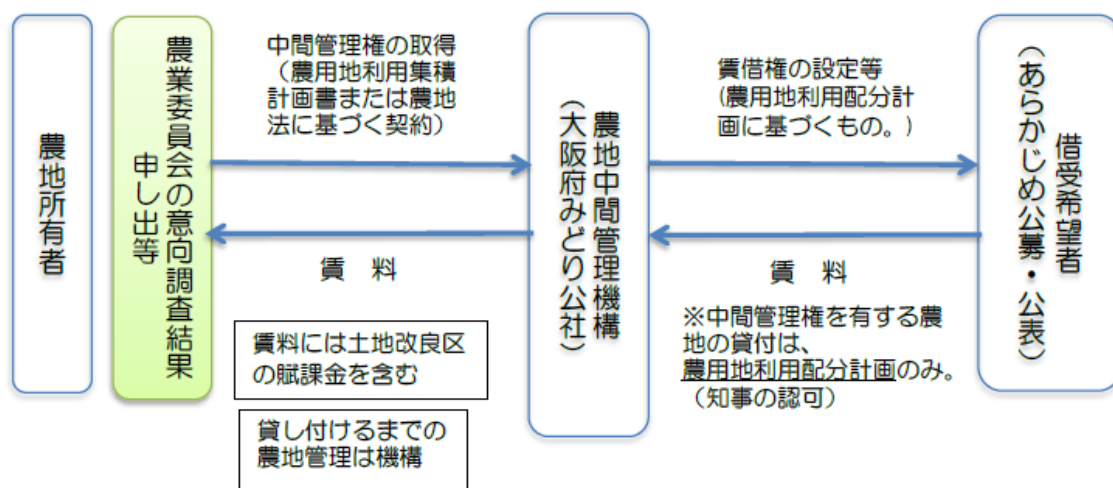 農地所有者
農業委員会の意向調査結果
申し出等
中間管理権の取得
（農用地利用集積
計画書または農地
法に基づく契約）
賃　料
賃料には土地改良区
の賦課金を含む
貸し付けるまでの
農地管理は機構
農地中間管理機構
（大阪府みどり公社）
賃借権の設定等
(農用地利用配分計
画に基づくもの。)
賃　料
※中間管理権を有する農
地の貸付は、
農用地利用配分計画のみ。
（知事の認可）
借受希望者
（あらかじめ公募・公表）